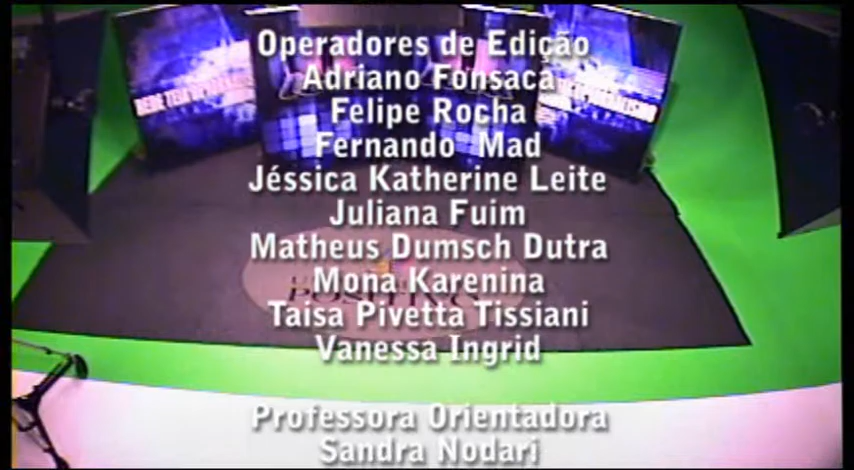 Operadores de Edição
Adriano Fonsaca
Felipe Rocha
Fernando Mad
Jéssica Katherine Leite
Juliana Fuim
Matheus Dumsch Dutra
Mona Karenina
POSITIVO
Taisa Pivetta Tissiani
Vanessa Ingrid
Professora Orientadora
Sandra Nodari